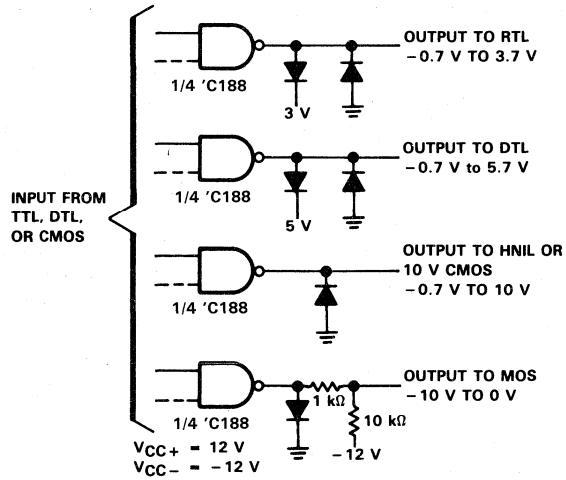 OUTPUT TO RTL
−0.7 V TO 3.7 V
1/4 'C188
3 V
OUTPUT TO DTL
−0.7 V to 5.7 V
1/4 'C188
5 V
INPUT FROM
TTL, DTL,
OR CMOS
OUTPUT TO HNIL OR
10 V CMOS
−0.7 V TO 10 V
1/4 'C188
OUTPUT TO MOS
−10 V TO 0 V
1 kΩ
10 kΩ
1/4 'C188
−12 V
VCC+ = 12 V
VCC− = −12 V